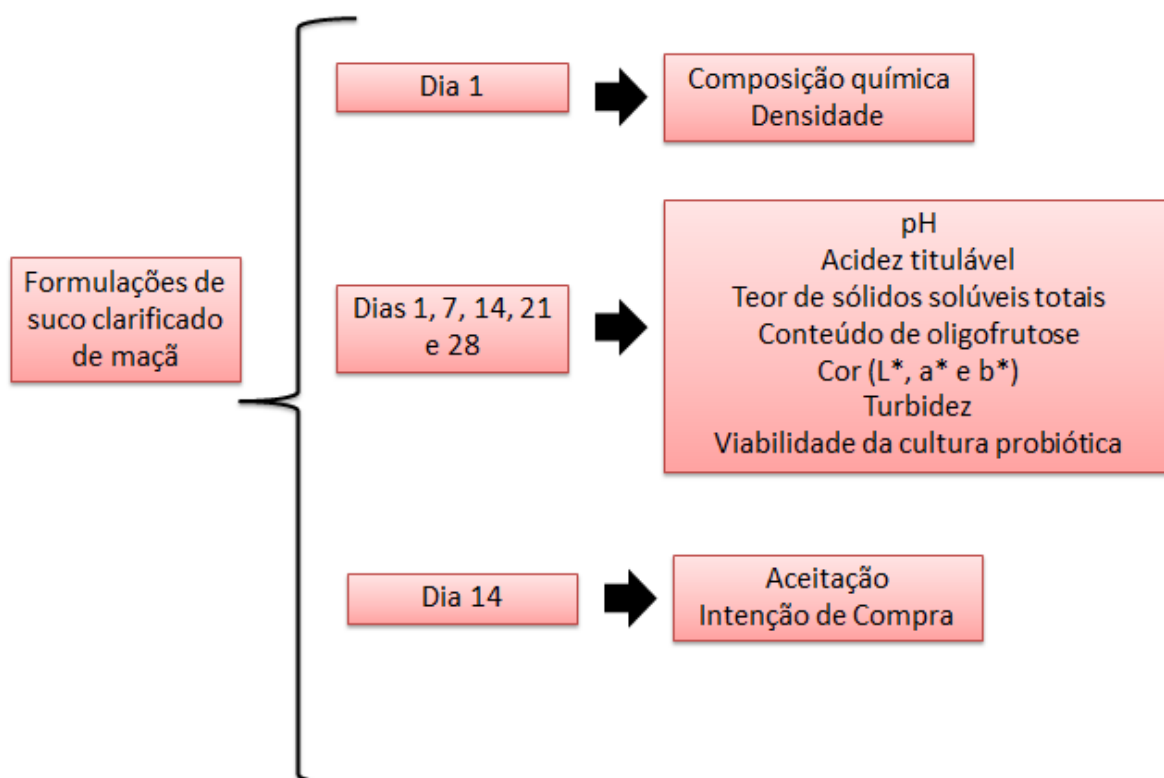 Formulações de
suco clarificado
de maçã
Dia 1
Composição química
Densidade
Dias 1, 7, 14, 21
e 28
pH
Acidez titulável
Teor de sólidos solúveis totais
Conteúdo de oligofrutose
Cor (L*, a* e b*)
Turbidez
Viabilidade da cultura probiótica
Dia 14
Aceitação
Intenção de Compra